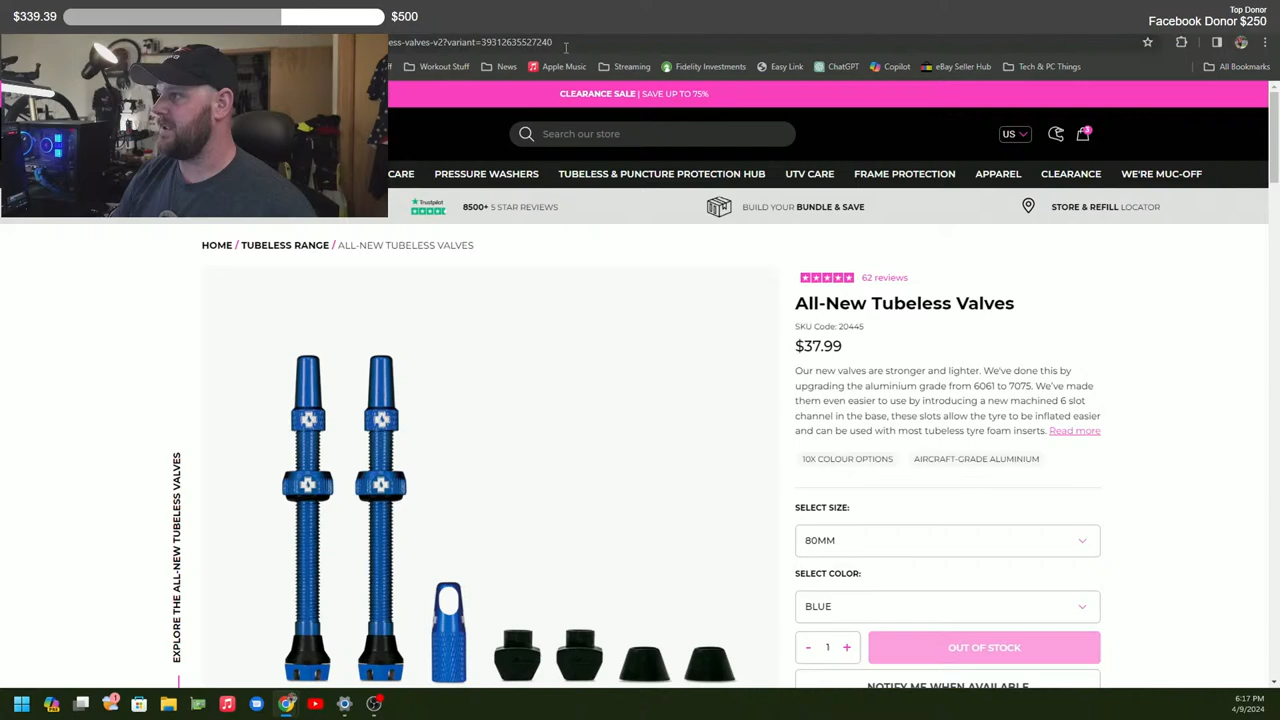 $339.39
$500
Top Donor
Facebook Donor $250
ess-valves-v2?variant=39312635527240
Workout Stuff
News
Apple Music
Streaming
Fidelity Investments
Easy Link
ChatGPT
Copilot
eBay Seller Hub
Tech & PC Things
All Bookmarks
CLEARANCE SALE | SAVE UP TO 75%
Search our store
US
3
CARE
PRESSURE WASHERS
TUBELESS & PUNCTURE PROTECTION HUB
UTV CARE
FRAME PROTECTION
APPAREL
CLEARANCE
WE'RE MUC-OFF
Trustpilot
8500+ 5 STAR REVIEWS
BUILD YOUR BUNDLE & SAVE
STORE & REFILL LOCATOR
HOME / TUBELESS RANGE / ALL-NEW TUBELESS VALVES
EXPLORE THE ALL-NEW TUBELESS VALVES
62 reviews
All-New Tubeless Valves
SKU Code: 20445
$37.99
Our new valves are stronger and lighter. We've done this by
upgrading the aluminium grade from 6061 to 7075. We've made
them even easier to use by introducing a new machined 6 slot
channel in the base, these slots allow the tyre to be inflated easier
and can be used with most tubeless tyre foam inserts. Read more
10X COLOUR OPTIONS
AIRCRAFT-GRADE ALUMINIUM
SELECT SIZE:
80MM
SELECT COLOR:
BLUE
- 1 +
OUT OF STOCK
NOTIFY ME WHEN AVAILABLE
6:17 PM
4/9/2024